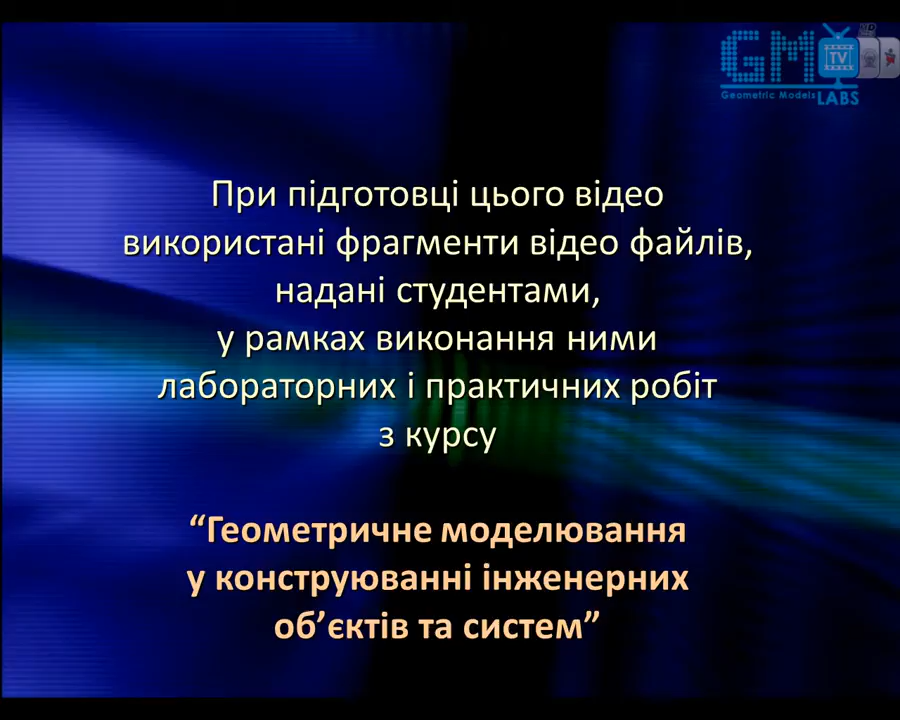 GM
TV
Geometric Models
LABS
При підготовці цього відео
використані фрагменти відео файлів,
надані студентами,
у рамках виконання ними
лабораторних і практичних робіт
з курсу
“Геометричне моделювання
у конструюванні інженерних
об’єктів та систем”